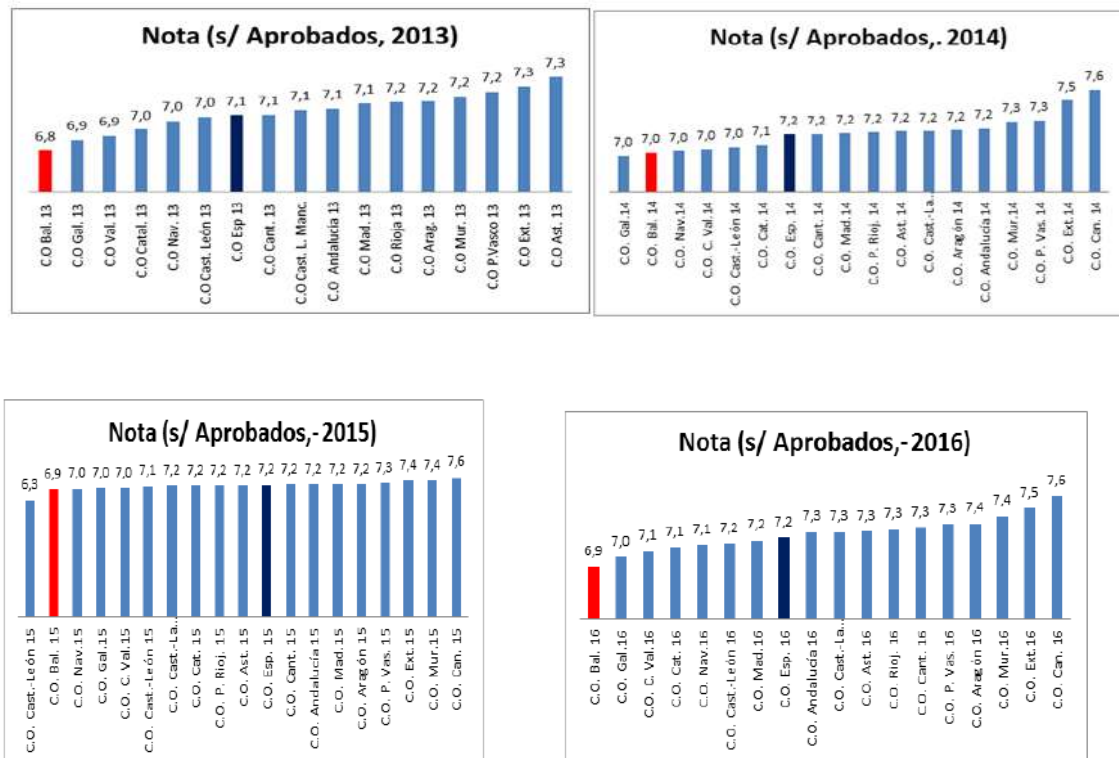 Nota (s/ Aprobados, 2013)
6,8 6,9 6,9 7,0 7,0 7,0 7,1 7,1 7,1 7,1 7,1 7,2 7,2 7,2 7,2 7,3 7,3
C.O Bal. 13
C.O Gal. 13
C.O Val. 13
C.O Catal. 13
C.O Nav. 13
C.O Cast. León 13
C.O Esp 13
C.O Cant. 13
C.O Cast. L. Manc.
C.O Andalucía 13
C.O Mad. 13
C.O Rioja 13
C.O Arag. 13
C.O Mur. 13
C.O P.Vasco 13
C.O Ext. 13
C.O Ast. 13
Nota (s/ Aprobados,. 2014)
7,0 7,0 7,0 7,0 7,0 7,1 7,2 7,2 7,2 7,2 7,2 7,2 7,2 7,2 7,3 7,3 7,5 7,6
C.O. Gal.14
C.O. Bal. 14
C.O. Nav.14
C.O. C. Val.14
C.O. Cast.-León 14
C.O. Cat. 14
C.O. Esp. 14
C.O. Cant. 14
C.O. Mad.14
C.O. P. Rioj. 14
C.O. Ast. 14
C.O. Cast.-La...
C.O. Aragón 14
C.O. Andalucía 14
C.O. Mur.14
C.O. P. Vas. 14
C.O. Ext.14
C.O. Can. 14
Nota (s/ Aprobados,- 2015)
6,3 6,9 7,0 7,0 7,0 7,1 7,2 7,2 7,2 7,2 7,2 7,2 7,2 7,2 7,2 7,3 7,4 7,4 7,6
C.O. Cast.-León 15
C.O. Bal. 15
C.O. Nav.15
C.O. Gal.15
C.O. C. Val.15
C.O. Cast.-León 15
C.O. Cast.-La...
C.O. Cat. 15
C.O. P. Rioj. 15
C.O. Ast. 15
C.O. Esp. 15
C.O. Cant. 15
C.O. Andalucía 15
C.O. Mad.15
C.O. Aragón 15
C.O. P. Vas. 15
C.O. Ext.15
C.O. Mur.15
C.O. Can. 15
Nota (s/ Aprobados,- 2016)
6,9 7,0 7,1 7,1 7,1 7,2 7,2 7,2 7,3 7,3 7,3 7,3 7,3 7,3 7,4 7,4 7,5 7,6
C.O. Bal. 16
C.O. Gal.16
C.O. C. Val.16
C.O. Cat. 16
C.O. Nav.16
C.O. Cast.-León 16
C.O. Mad.16
C.O. Esp. 16
C.O. Andalucía 16
C.O. Cast.-La...
C.O. Ast. 16
C.O. Rioj. 16
C.O. Cant. 16
C.O. P. Vas. 16
C.O. Aragón 16
C.O. Mur.16
C.O. Ext.16
C.O. Can. 16